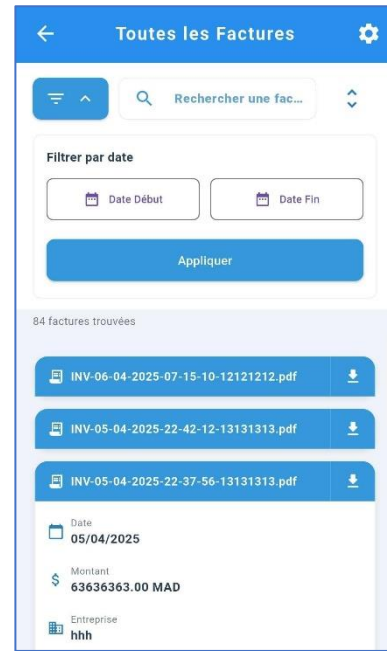 Toutes les Factures
Rechercher une fac...
Filtrer par date
Date Début
Date Fin
Appliquer
84 factures trouvées
INV-06-04-2025-07-15-10-12121212.pdf
INV-05-04-2025-22-42-12-13131313.pdf
INV-05-04-2025-22-37-56-13131313.pdf
Date
05/04/2025
Montant
63636363.00 MAD
Entreprise
hhh